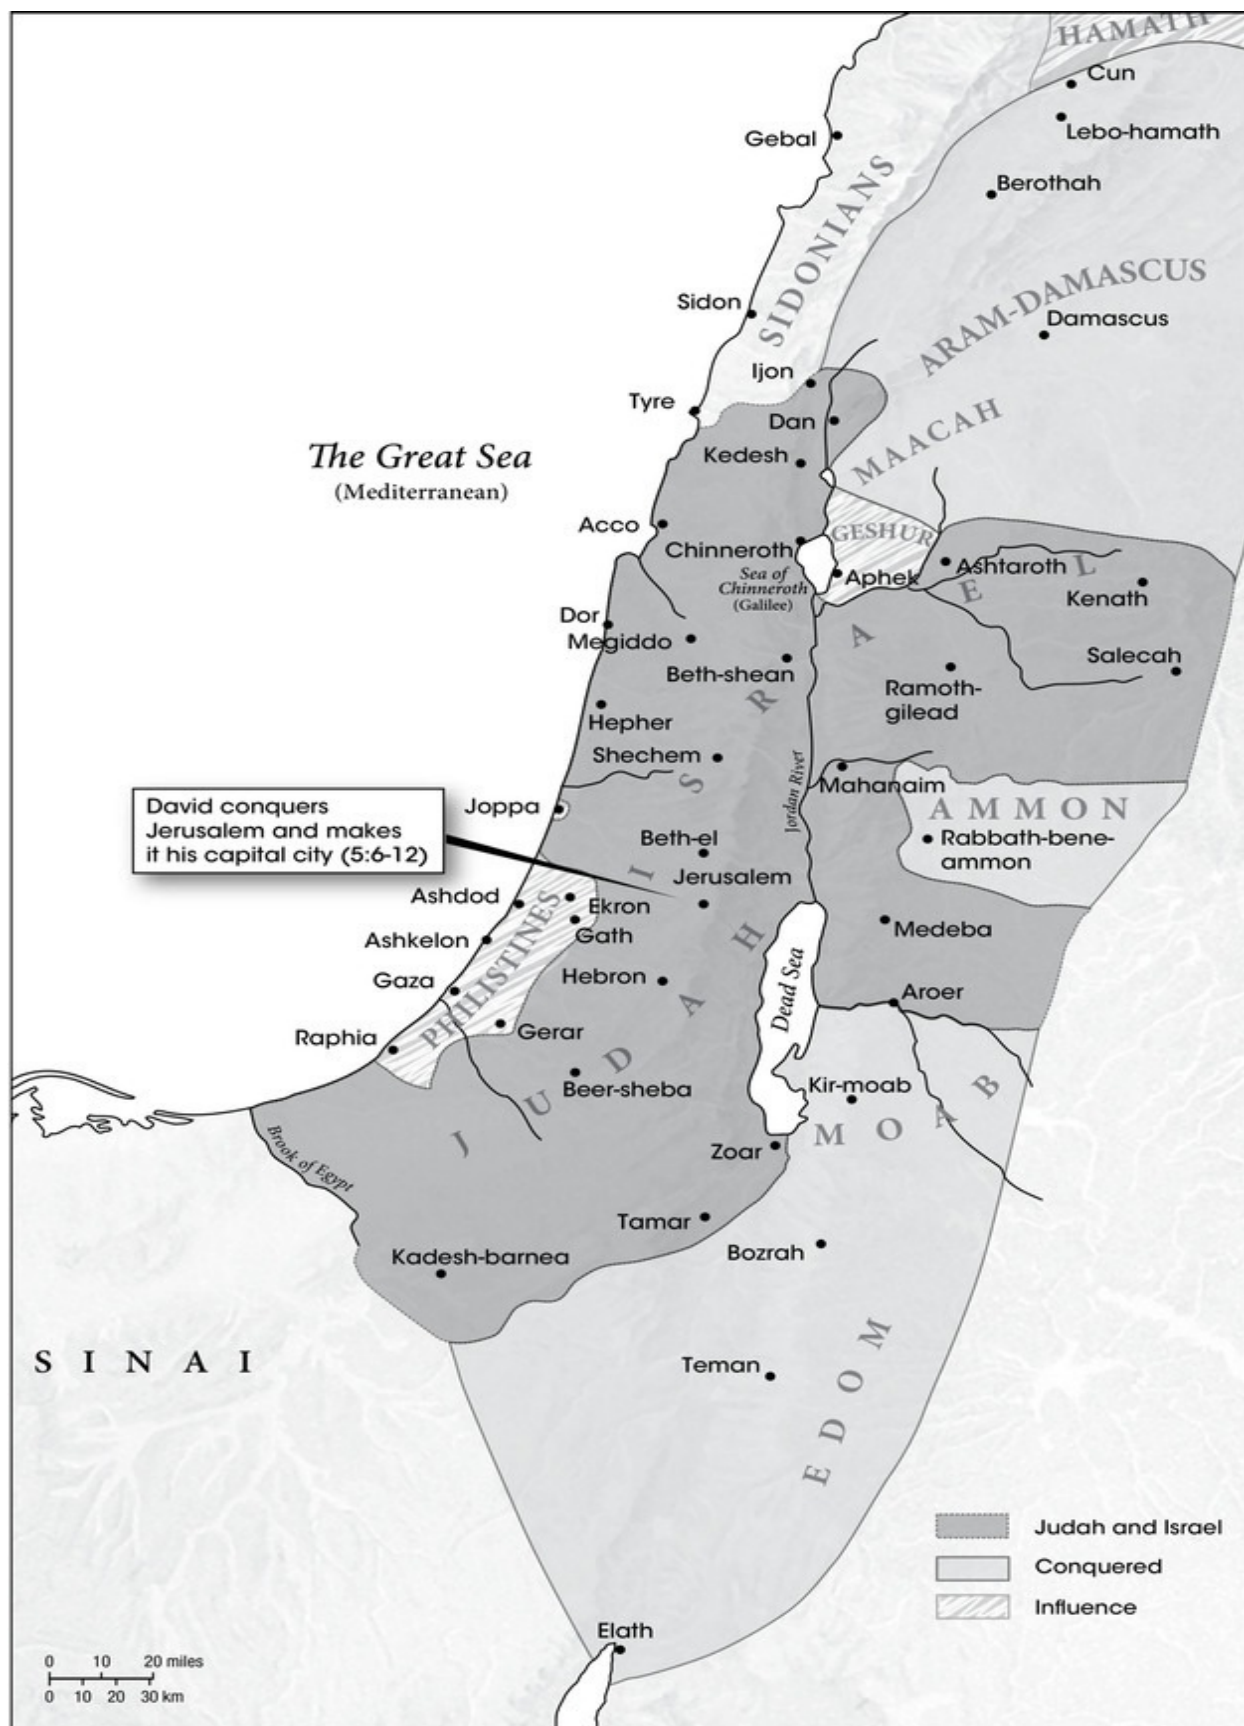 HAMATH
Cun
Lebo-hamath
Gebal
Berothah
SIDONIANS
ARAM-DAMASCUS
Sidon
Damascus
Ijon
Tyre
Dan
MAACAH
The Great Sea
(Mediterranean)
Kedesh
Acco
GESHUR
Chinneroth
Sea of
Chinneroth
(Galilee)
Aphek
Ashtaroth
Kenath
Dor
Megiddo
Beth-shean
Salecah
Ramoth-
gilead
ISRAEL
Hepher
Shechem
Jordan River
Mahanaim
David conquers
Jerusalem and makes
it his capital city (5:6-12)
Joppa
AMMON
Beth-el
Rabbath-bene-
ammon
Jerusalem
Ashdod
Ekron
PHILISTINES
Gath
Medeba
Ashkelon
Hebron
Gaza
Dead Sea
Aroer
Raphia
Gerar
JUDAH
Beer-sheba
Kir-moab
MOAB
Brook of Egypt
Zoar
Tamar
Kadesh-barnea
Bozrah
SINAI
Teman
EDOM
Judah and Israel
Conquered
Influence
Elath
0 10 20 miles
0 10 20 30 km